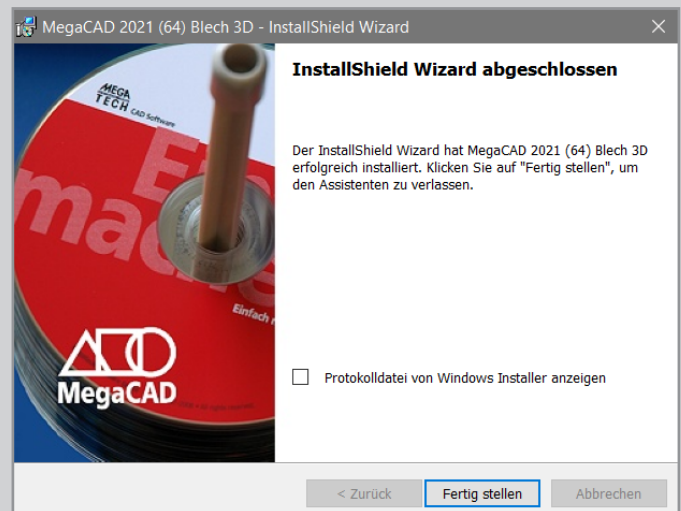 MegaCAD 2021 (64) Blech 3D - InstallShield Wizard
MEGA
TECH CAD Software
Einfach
MegaCAD
InstallShield Wizard abgeschlossen
Der InstallShield Wizard hat MegaCAD 2021 (64) Blech 3D
erfolgreich installiert. Klicken Sie auf "Fertig stellen", um
den Assistenten zu verlassen.
Protokolldatei von Windows Installer anzeigen
< Zurück
Fertig stellen
Abbrechen